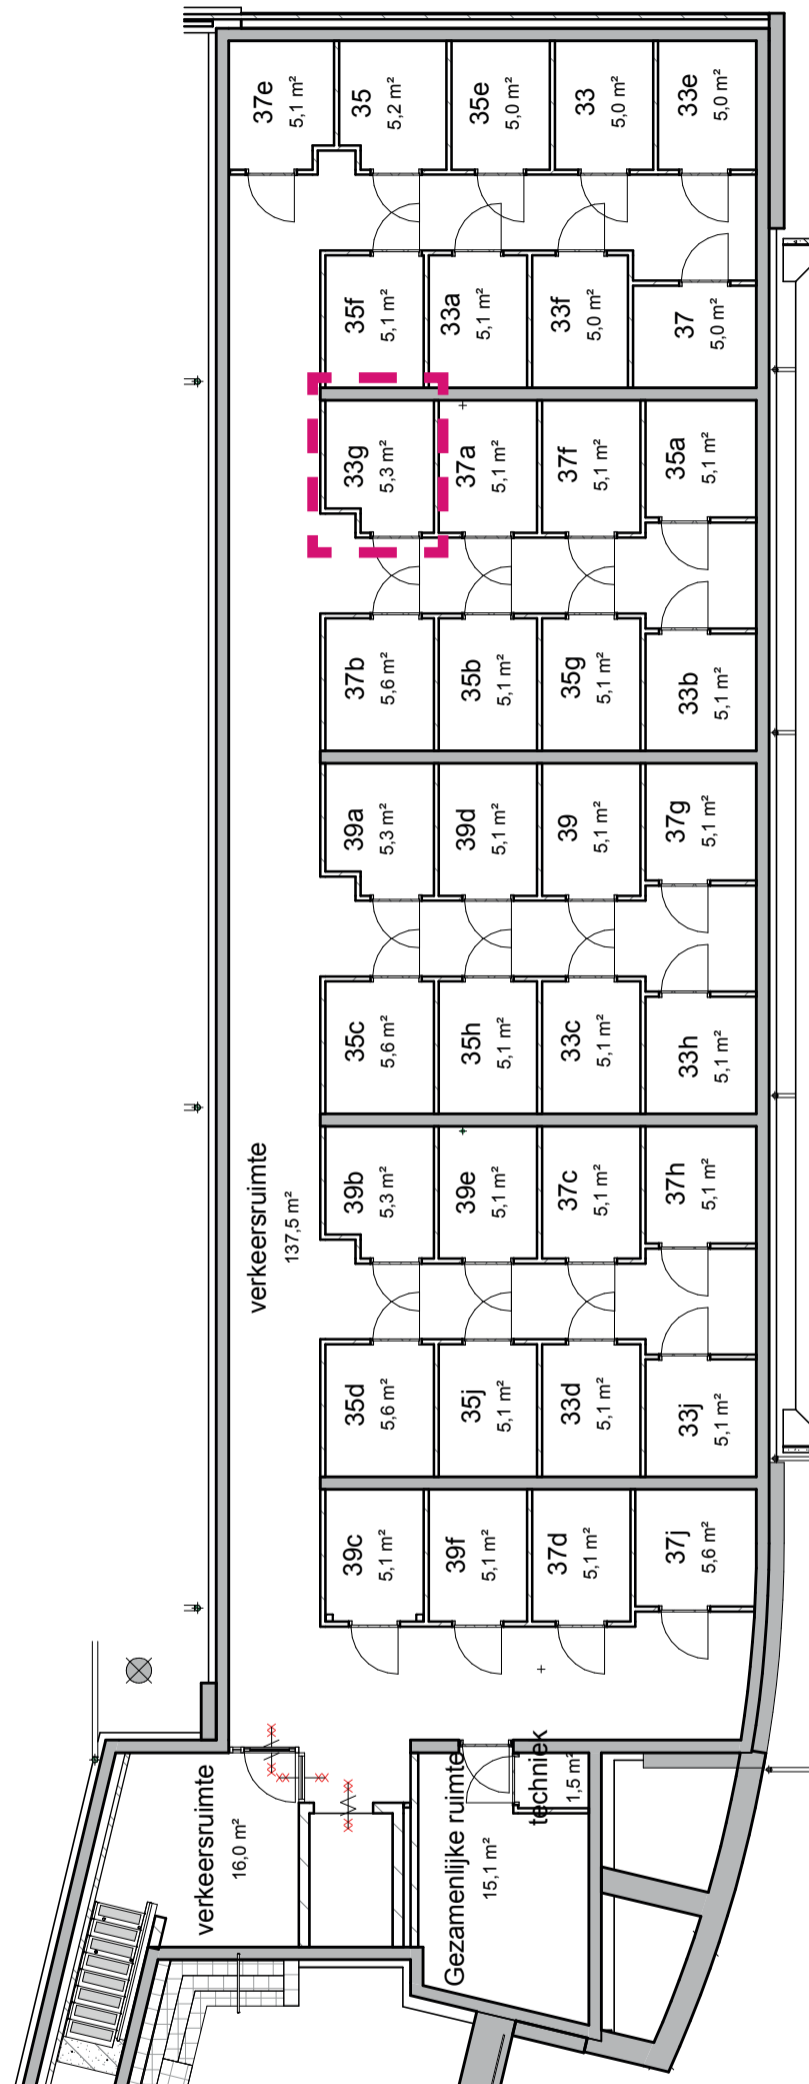 37e
5,1 m²
35
5,2 m²
35e
5,0 m²
33
5,0 m²
33e
5,0 m²
35f
5,1 m²
33a
5,1 m²
33f
5,0 m²
37
5,0 m²
33g
5,3 m²
37a
5,1 m²
37f
5,1 m²
35a
5,1 m²
37b
5,6 m²
35b
5,1 m²
35g
5,1 m²
33b
5,1 m²
39a
5,3 m²
39d
5,1 m²
39
5,1 m²
37g
5,1 m²
35c
5,6 m²
35h
5,1 m²
33c
5,1 m²
33h
5,1 m²
verkeersruimte
137,5 m²
39b
5,3 m²
39e
5,1 m²
37c
5,1 m²
37h
5,1 m²
35d
5,6 m²
35j
5,1 m²
33d
5,1 m²
33j
5,1 m²
39c
5,1 m²
39f
5,1 m²
37d
5,1 m²
37j
5,6 m²
verkeersruimte
16,0 m²
Gezamenlijke ruimte
15,1 m²
techniek
1,5 m²